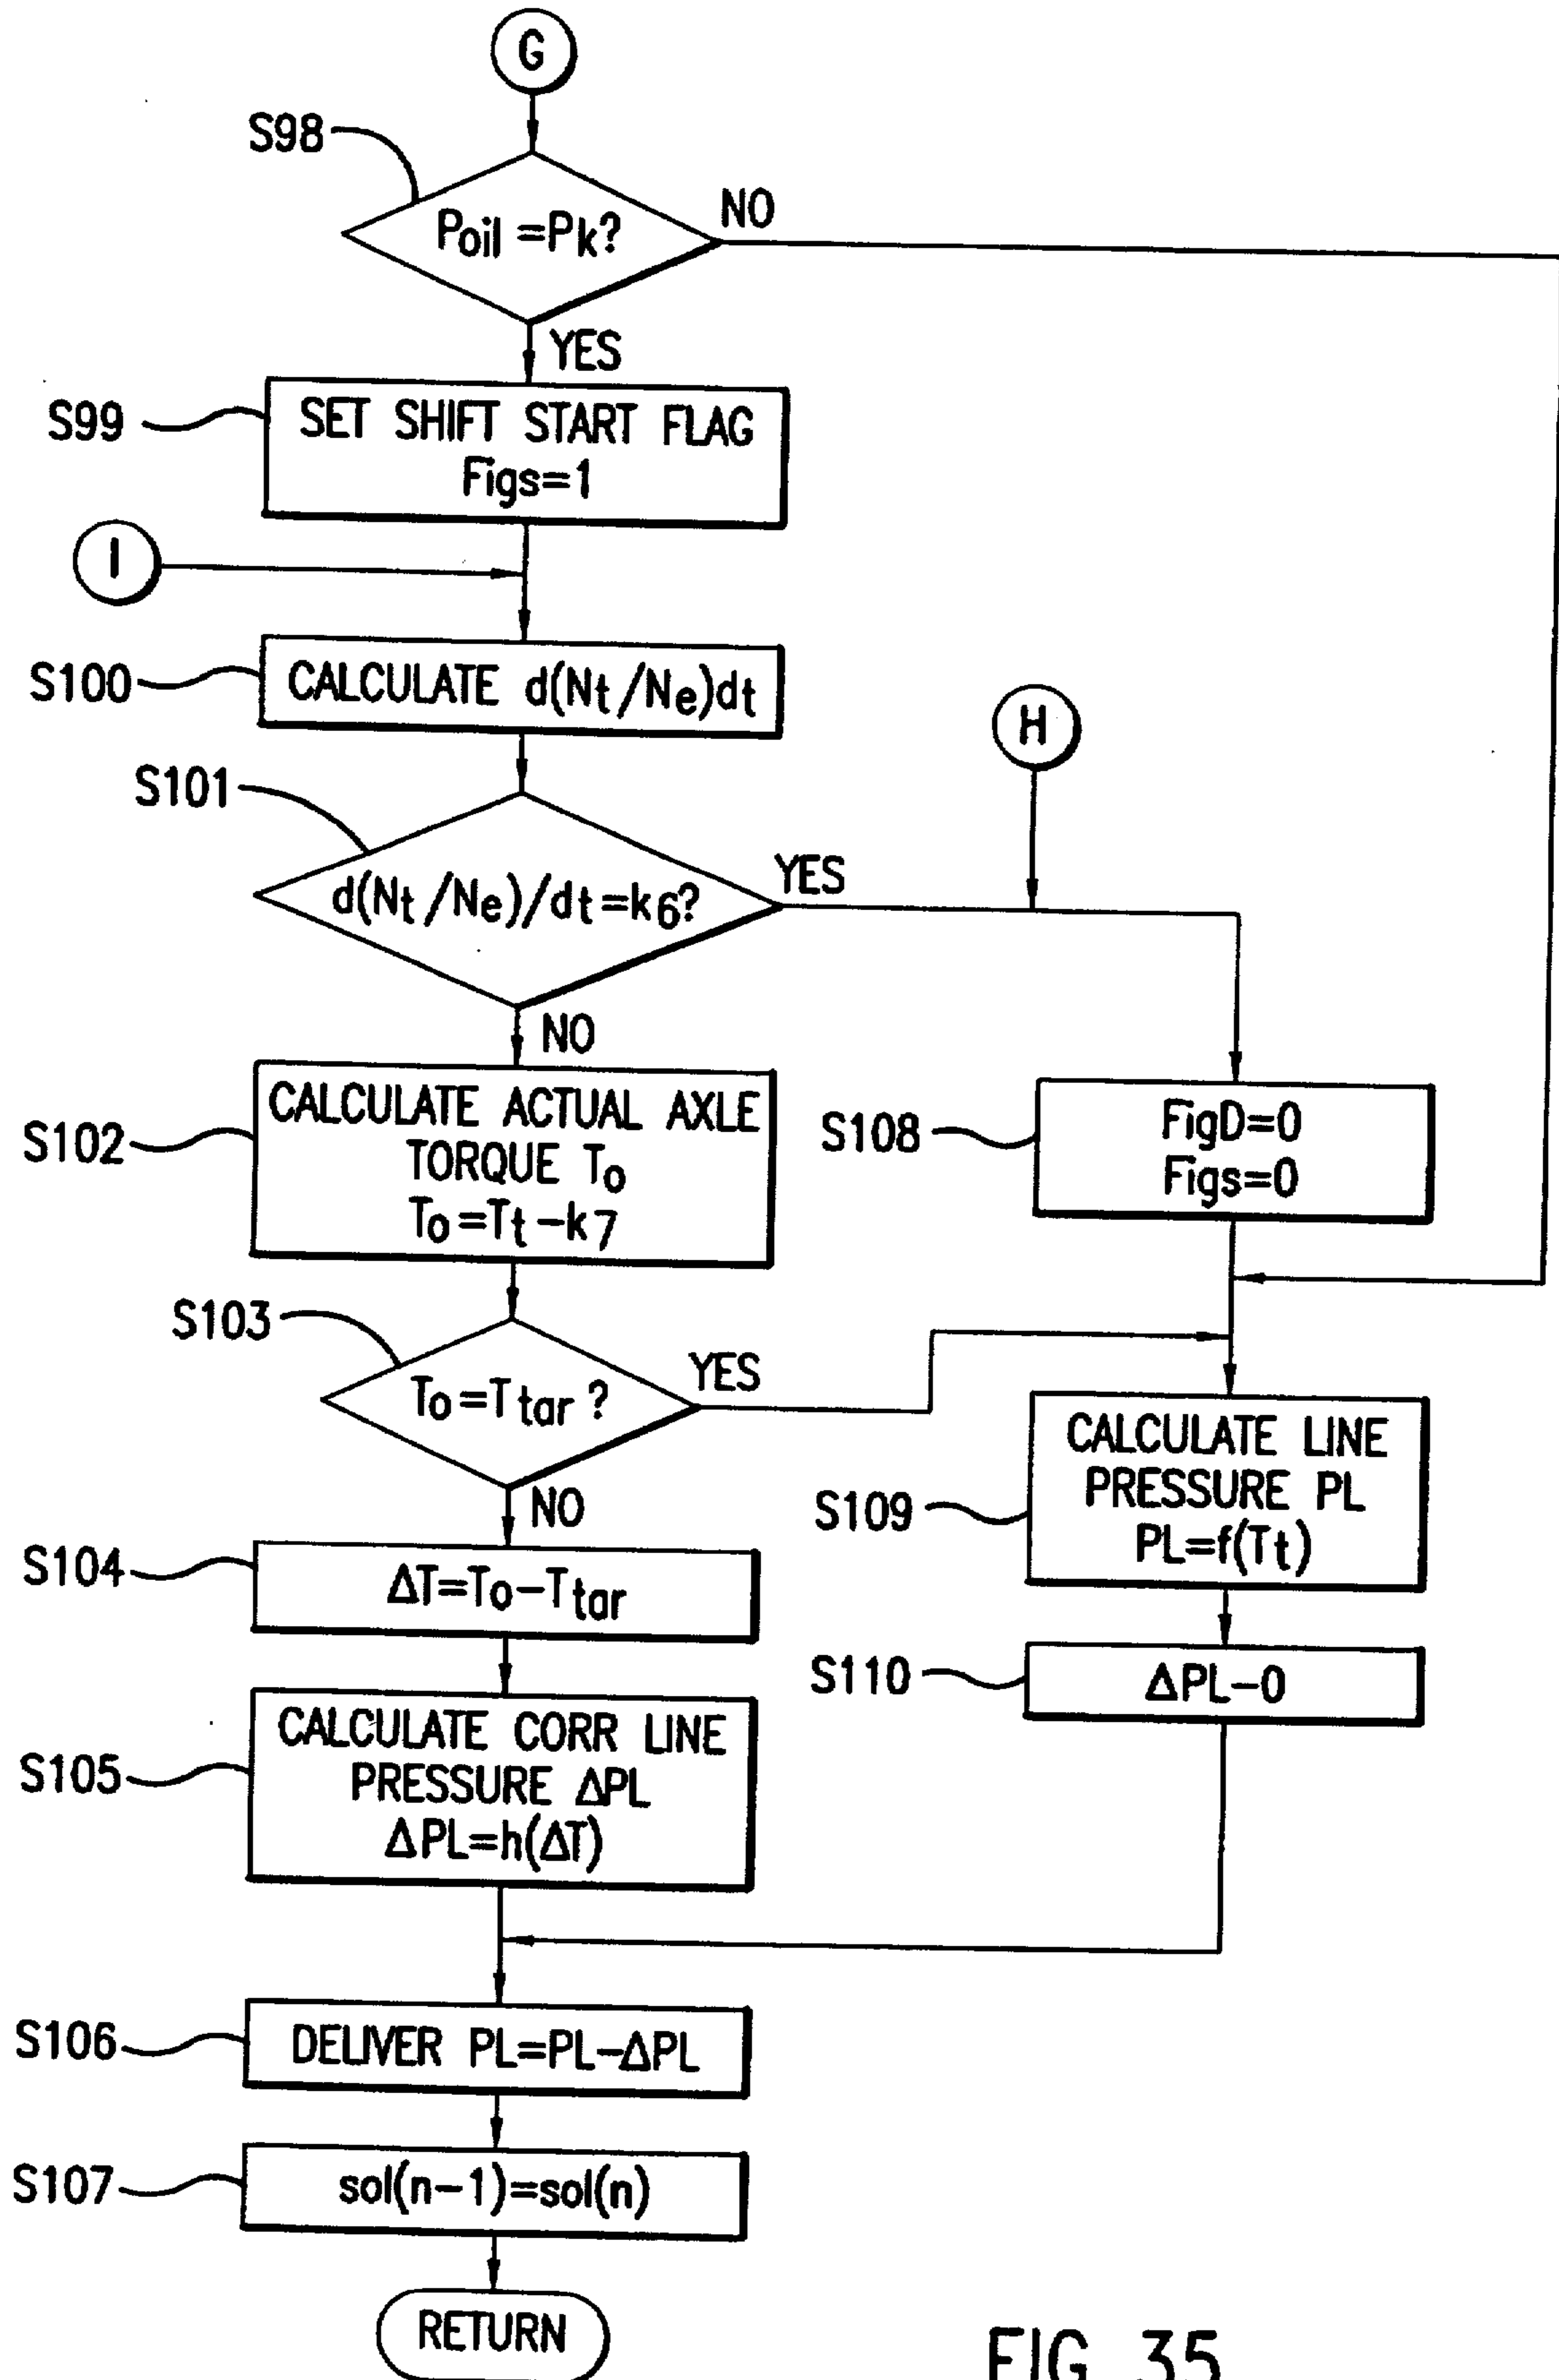 G
S98
Poil =Pk?
NO
YES
S99
SET SHIFT START FLAG
Figs=1
I
S100
CALCULATE d(Nt/Ne)dt
H
S101
d(Nt/Ne)/dt=k6?
YES
NO
S102
CALCULATE ACTUAL AXLE
TORQUE To
To=Tt-k7
S108
FigD=0
Figs=0
S103
To=Ttar?
YES
NO
S109
CALCULATE LINE
PRESSURE PL
PL=f(Tt)
S104
ΔT=To-Ttar
S110
ΔPL-0
S105
CALCULATE CORR LINE
PRESSURE ΔPL
ΔPL=h(ΔT)
S106
DELIVER PL=PL-ΔPL
S107
sol(n-1)=sol(n)
RETURN
FIG. 35